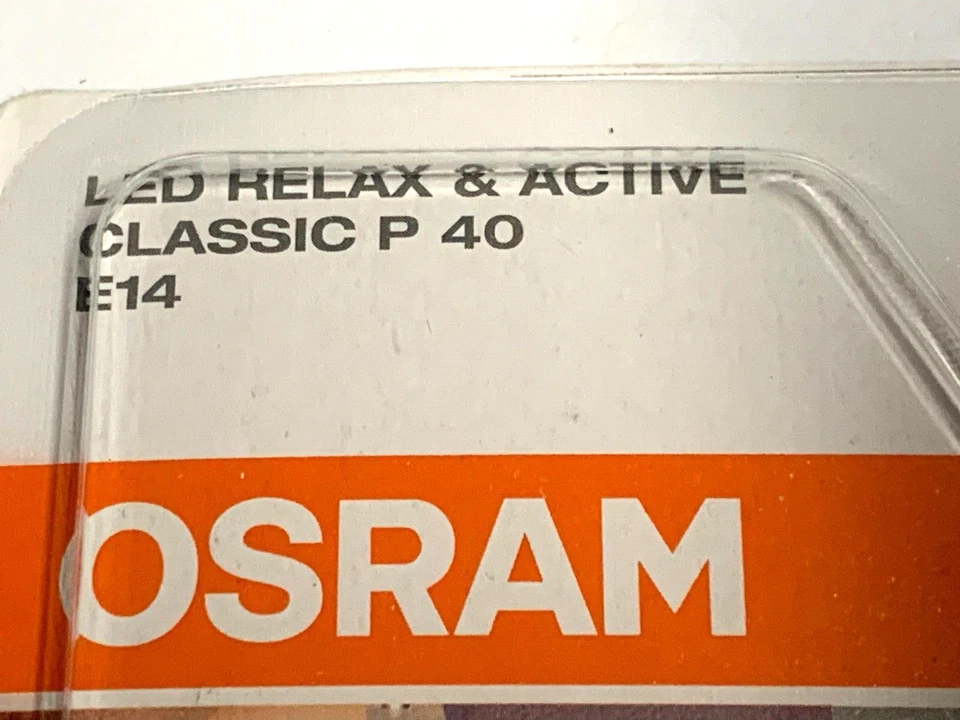 LED RELAX & ACTIVE
CLASSIC P 40
E14
OSRAM